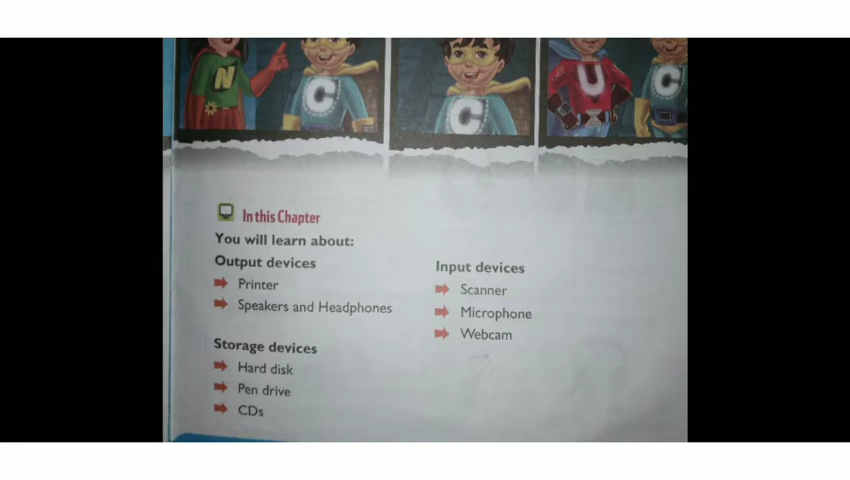 N
C
C
U
C
In this Chapter
You will learn about:
Output devices
Printer
Speakers and Headphones
Storage devices
Hard disk
Pen drive
CDs
Input devices
Scanner
Microphone
Webcam